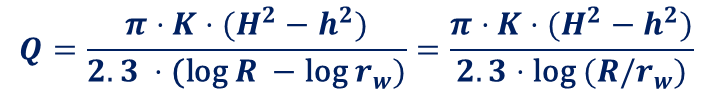 Q = π · K · (H² − h²) / 2.3 · (log R − log r_w) = π · K · (H² − h²) / 2.3 · log (R/r_w)